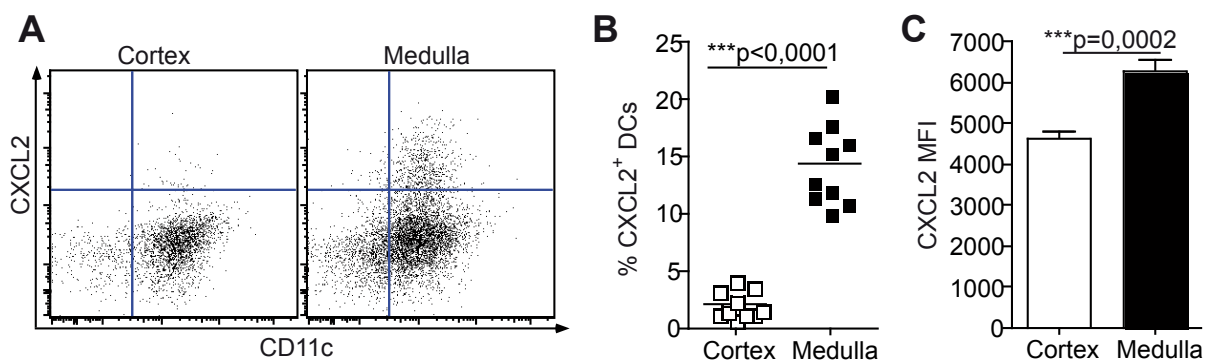 A
Cortex
Medulla
CXCL2
CD11c
B
***p<0,0001
25
20
15
10
5
0
% CXCL2+ DCs
Cortex Medulla
C
***p=0,0002
7000
6000
5000
4000
3000
2000
1000
0
CXCL2 MFI
Cortex Medulla